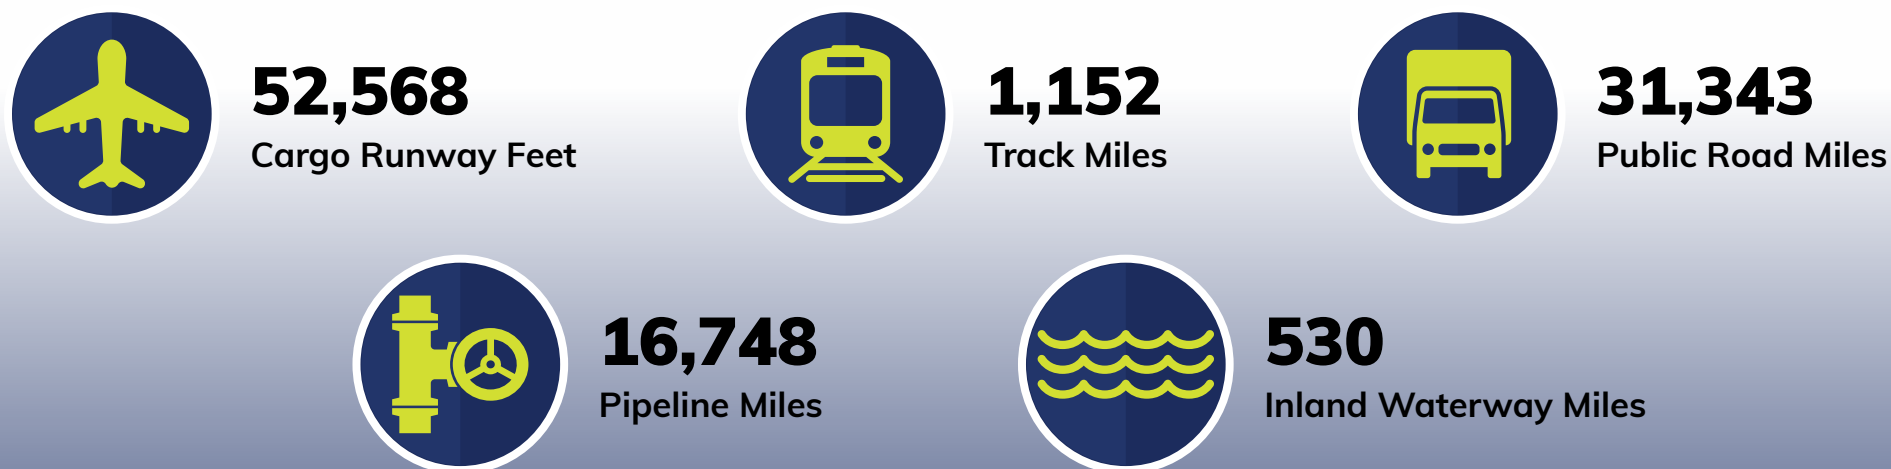 52,568
Cargo Runway Feet
1,152
Track Miles
31,343
Public Road Miles
16,748
Pipeline Miles
530
Inland Waterway Miles